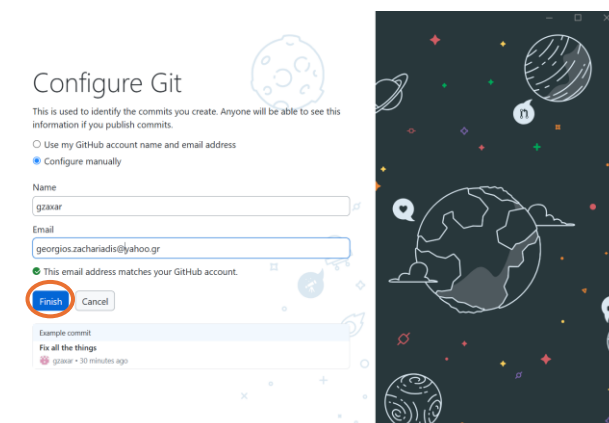 Configure Git
This is used to identify the commits you create. Anyone will be able to see this
information if you publish commits.
Use my GitHub account name and email address
Configure manually
Name
gzaxar
Email
georgios.zachariadis@yahoo.gr
This email address matches your GitHub account.
Finish Cancel
Example commit
Fix all the things
gzaxar • 30 minutes ago